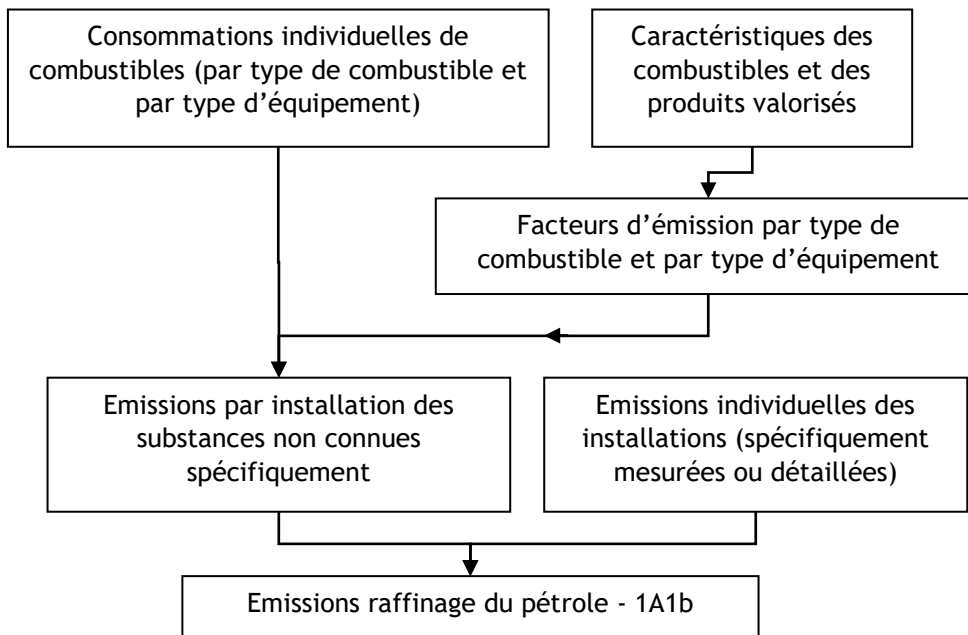 Consommations individuelles de
combustibles (par type de combustible et
par type d’équipement)
Caractéristiques des
combustibles et des
produits valorisés
Facteurs d’émission par type de
combustible et par type d’équipement
Emissions par installation des
substances non connues
spécifiquement
Emissions individuelles des
installations (spécifiquement
mesurées ou détaillées)
Emissions raffinage du pétrole - 1A1b